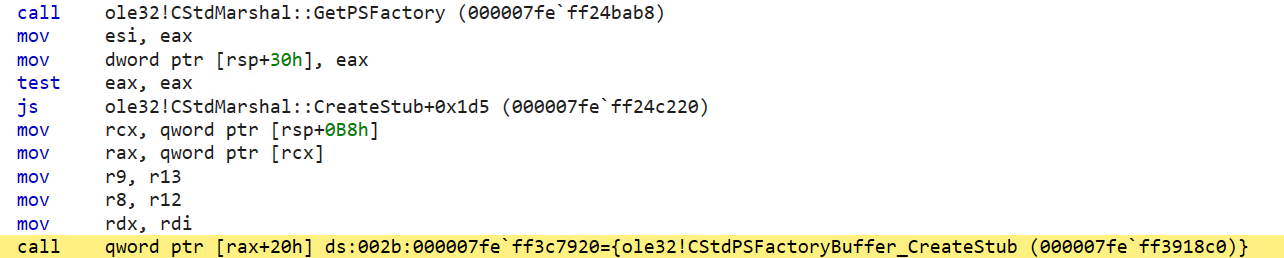 call ole32!CStdMarshal::GetPSFactory (000007fe`ff24bab8)
mov esi, eax
mov dword ptr [rsp+30h], eax
test eax, eax
js ole32!CStdMarshal::CreateStub+0x1d5 (000007fe`ff24c220)
mov rcx, qword ptr [rsp+0B8h]
mov rax, qword ptr [rcx]
mov r9, r13
mov r8, r12
mov rdx, rdi
call qword ptr [rax+20h] ds:002b:000007fe`ff3c7920={ole32!CStdPSFactoryBuffer_CreateStub (000007fe`ff3918c0)}